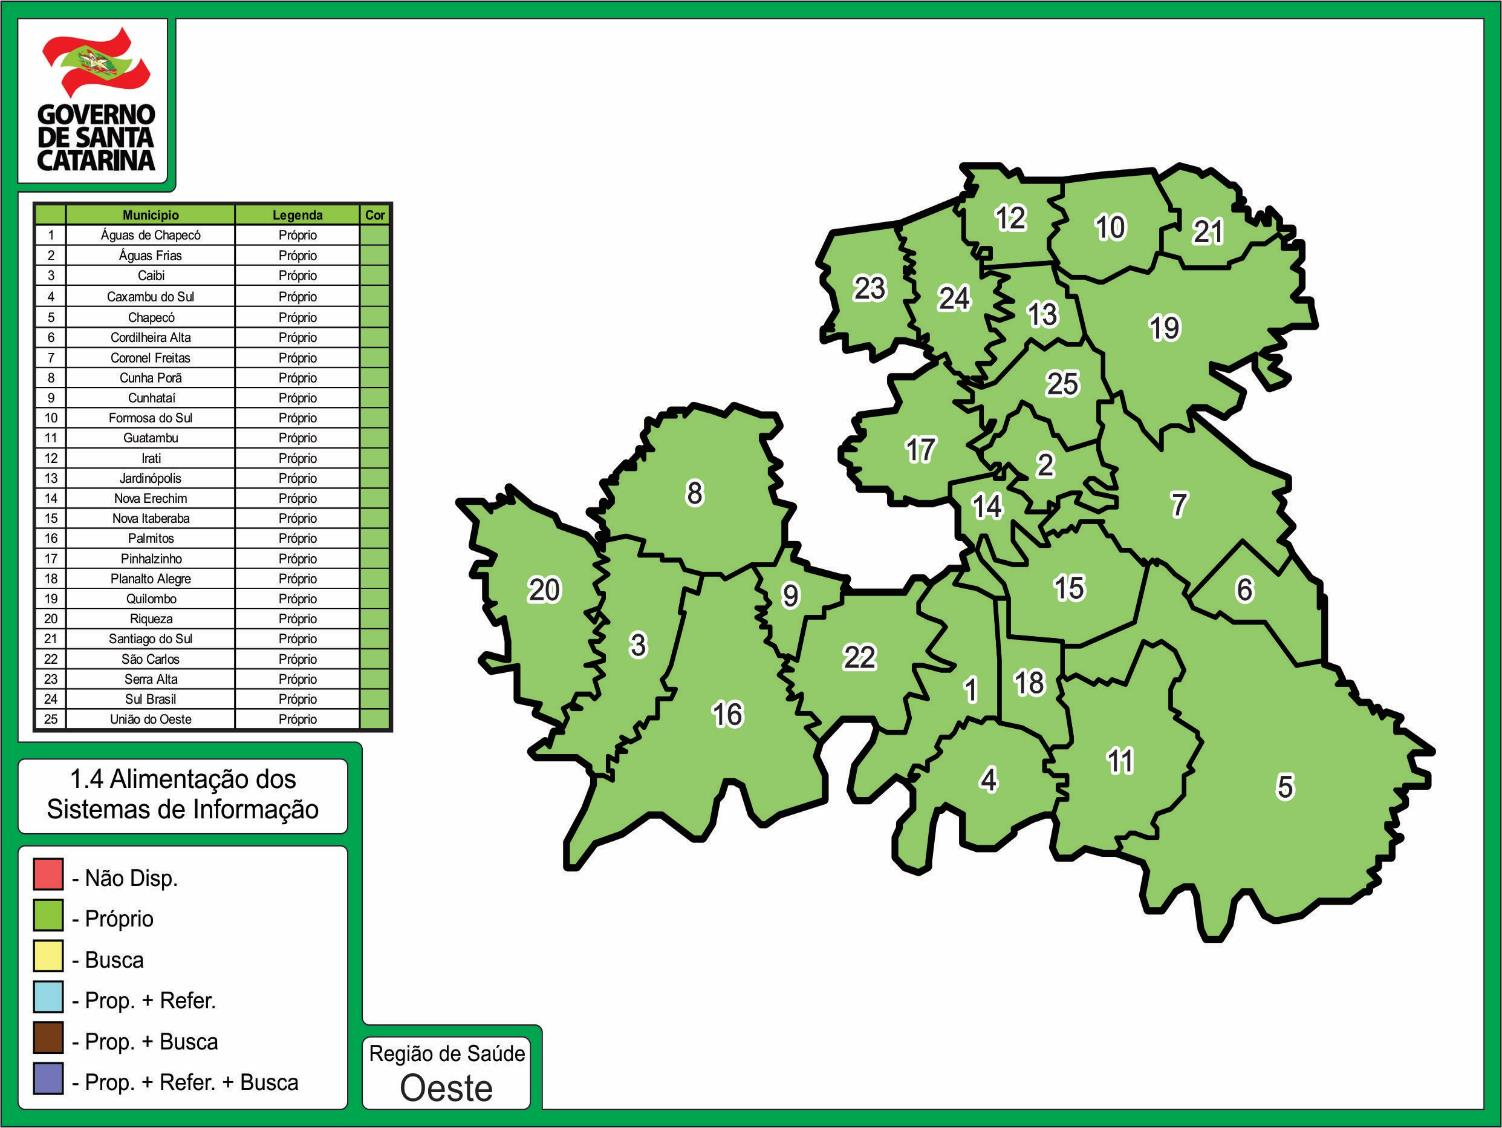 GOVERNO
DE SANTA
CATARINA
Município Legenda Cor
1 Águas de Chapecó Próprio
2 Águas Frias Próprio
3 Caibi Próprio
4 Caxambu do Sul Próprio
5 Chapecó Próprio
6 Cordilheira Alta Próprio
7 Coronel Freitas Próprio
8 Cunha Porã Próprio
9 Cunhataí Próprio
10 Formosa do Sul Próprio
11 Guatambu Próprio
12 Irati Próprio
13 Jardinópolis Próprio
14 Nova Erechim Próprio
15 Nova Itaberaba Próprio
16 Palmitos Próprio
17 Pinhalzinho Próprio
18 Planalto Alegre Próprio
19 Quilombo Próprio
20 Riqueza Próprio
21 Santiago do Sul Próprio
22 São Carlos Próprio
23 Serra Alta Próprio
24 Sul Brasil Próprio
25 União do Oeste Próprio
1.4 Alimentação dos
Sistemas de Informação
- Não Disp.
- Próprio
- Busca
- Prop. + Refer.
- Prop. + Busca
- Prop. + Refer. + Busca
Região de Saúde
Oeste
12
10
21
23
24
13
19
25
17
2
8
14
7
20
9
15
6
3
22
1
18
16
11
4
5